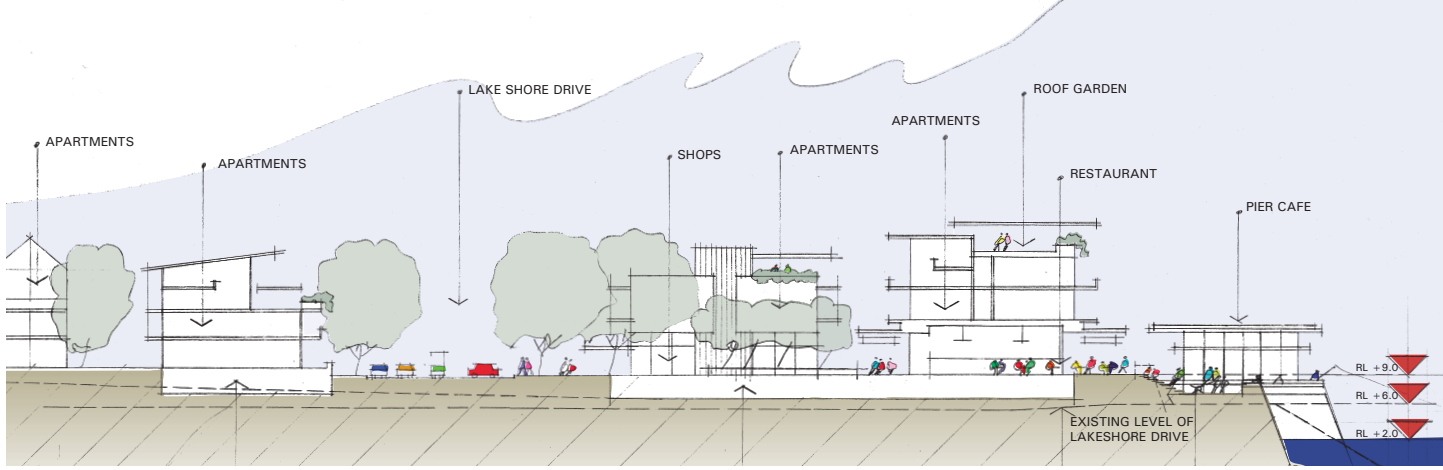 LAKE SHORE DRIVE
ROOF GARDEN
APARTMENTS
APARTMENTS
APARTMENTS
SHOPS
APARTMENTS
RESTAURANT
PIER CAFE
RL +9.0
RL +6.0
EXISTING LEVEL OF
LAKESHORE DRIVE
RL +2.0